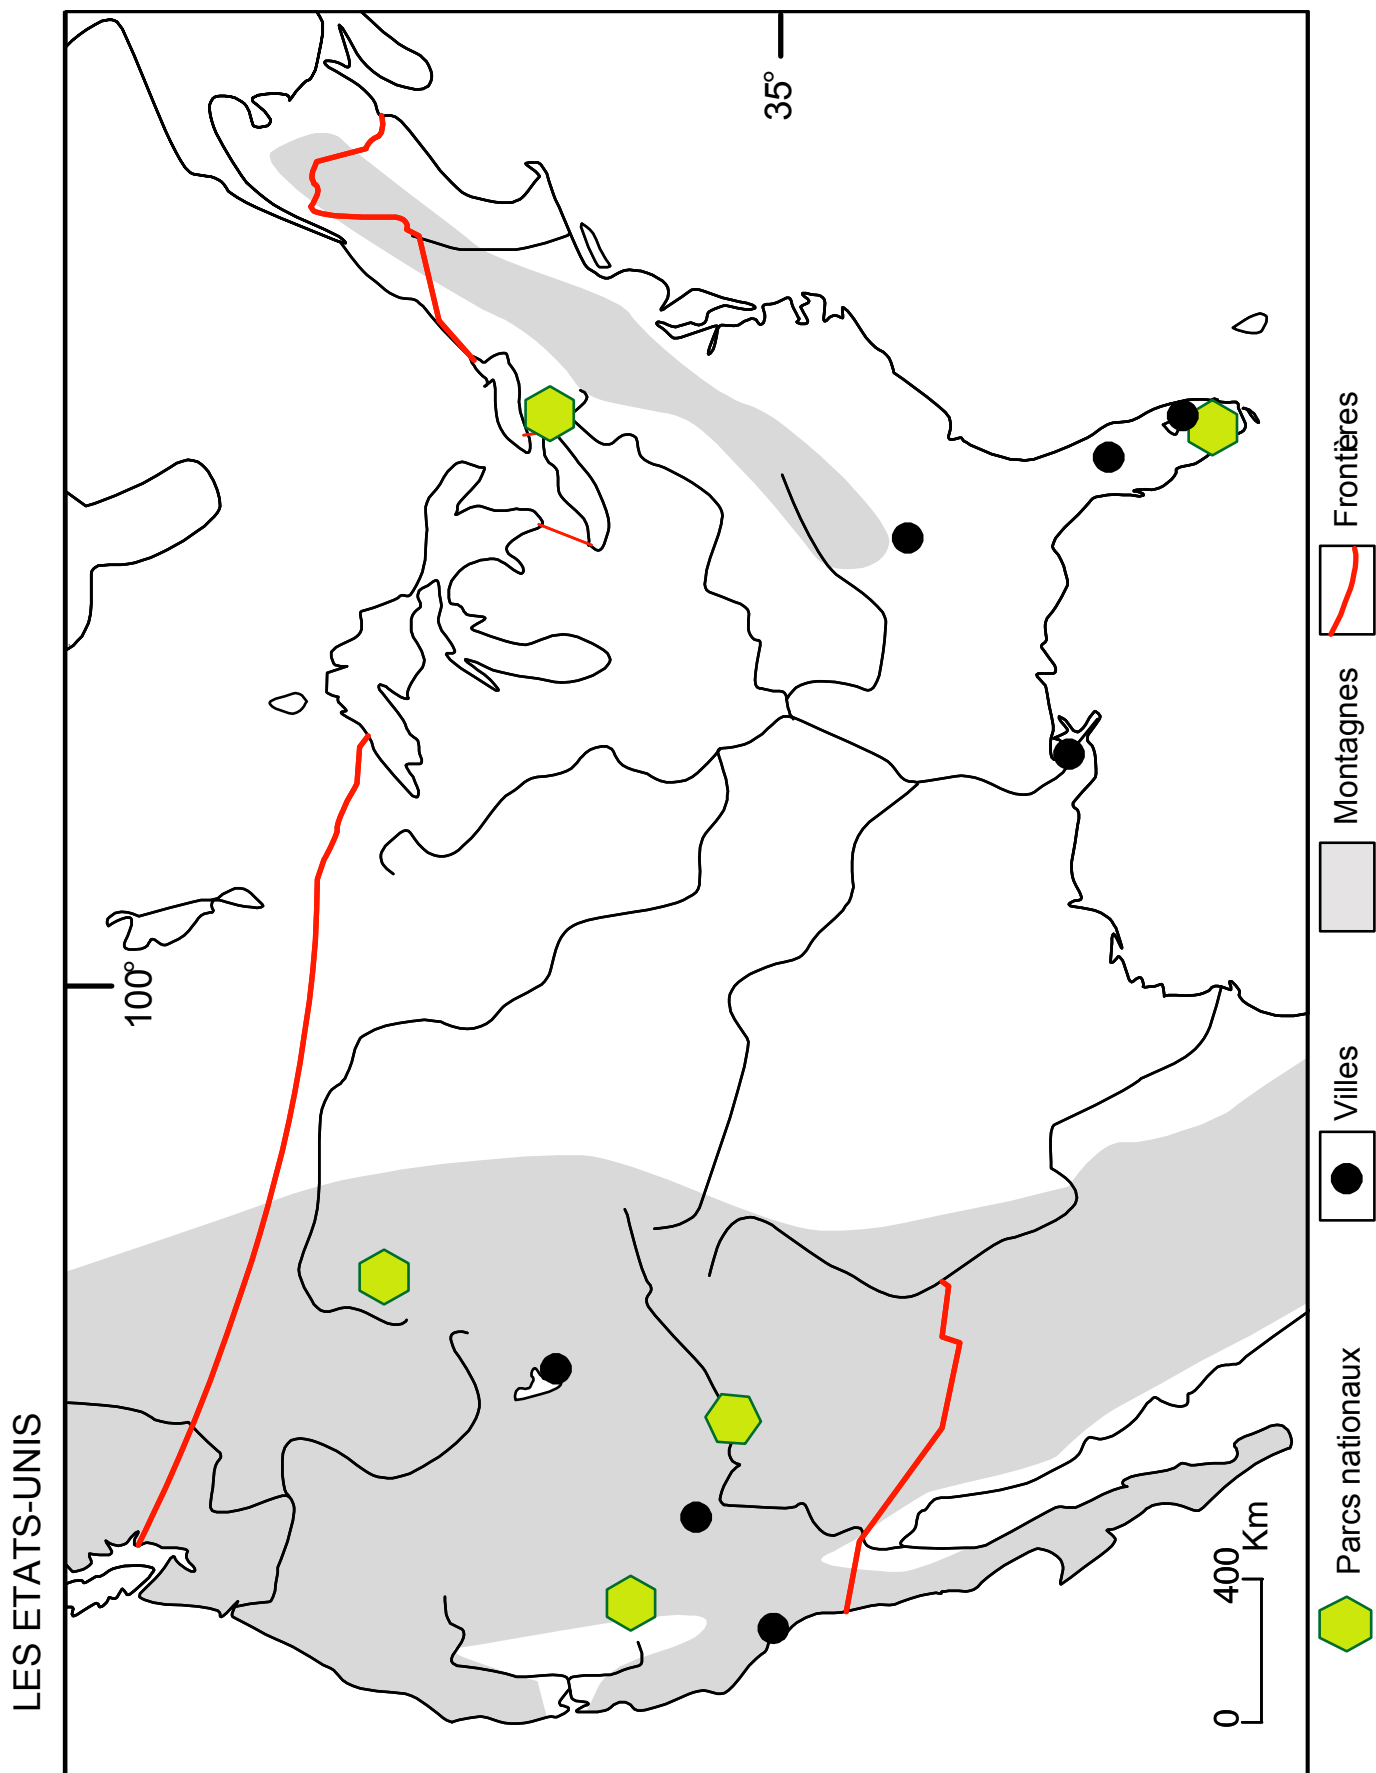 LES ETATS-UNIS
100°
35°
0
400
Km
Parcs nationaux
Villes
Montagnes
Frontières